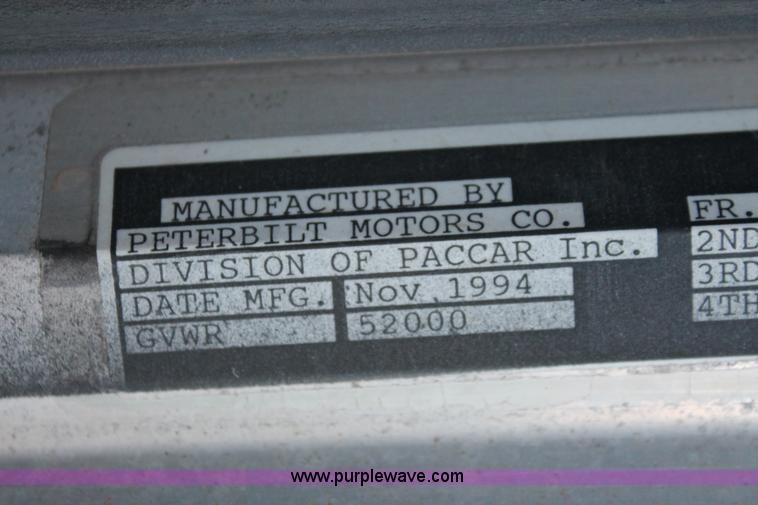 MANUFACTURED BY
PETERBILT MOTORS CO.
DIVISION OF PACCAR Inc.
DATE MFG. Nov 1994
GVWR 52000
FR.
2ND
3RD
4TH
www.purplewave.com